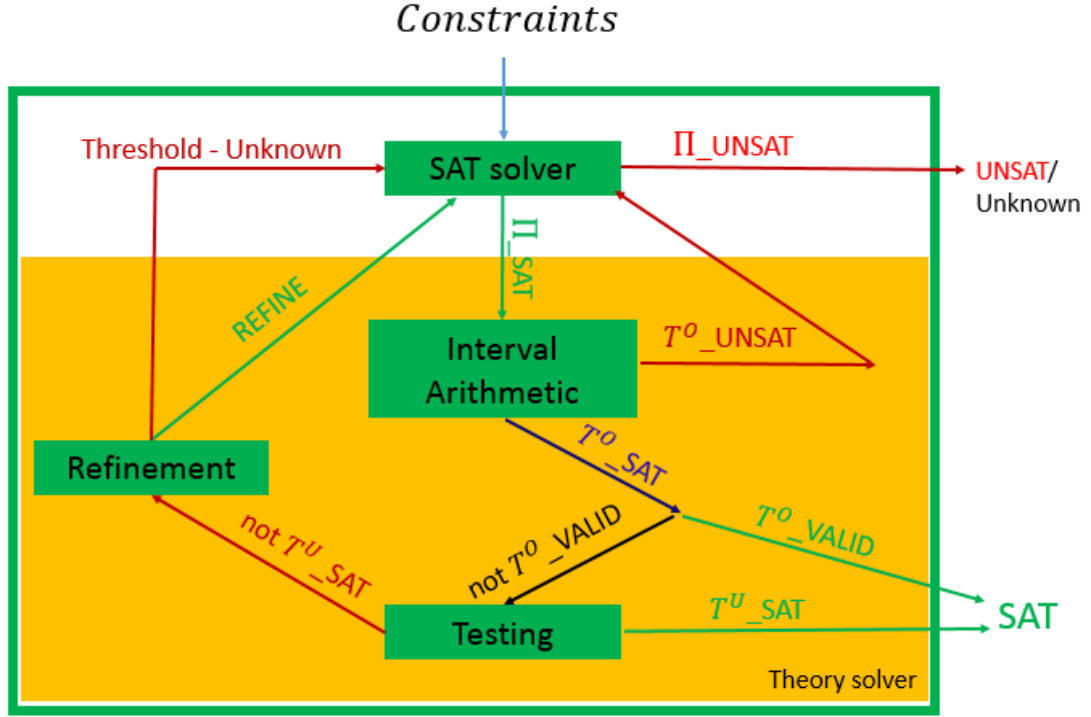 Constraints
Threshold - Unknown
SAT solver
Π_UNSAT
UNSAT/
Unknown
Π_SAT
REFINE
Interval
Arithmetic
T^O_UNSAT
T^O_SAT
Refinement
not T^U_SAT
not T^O_VALID
T^O_VALID
Testing
T^U_SAT
SAT
Theory solver